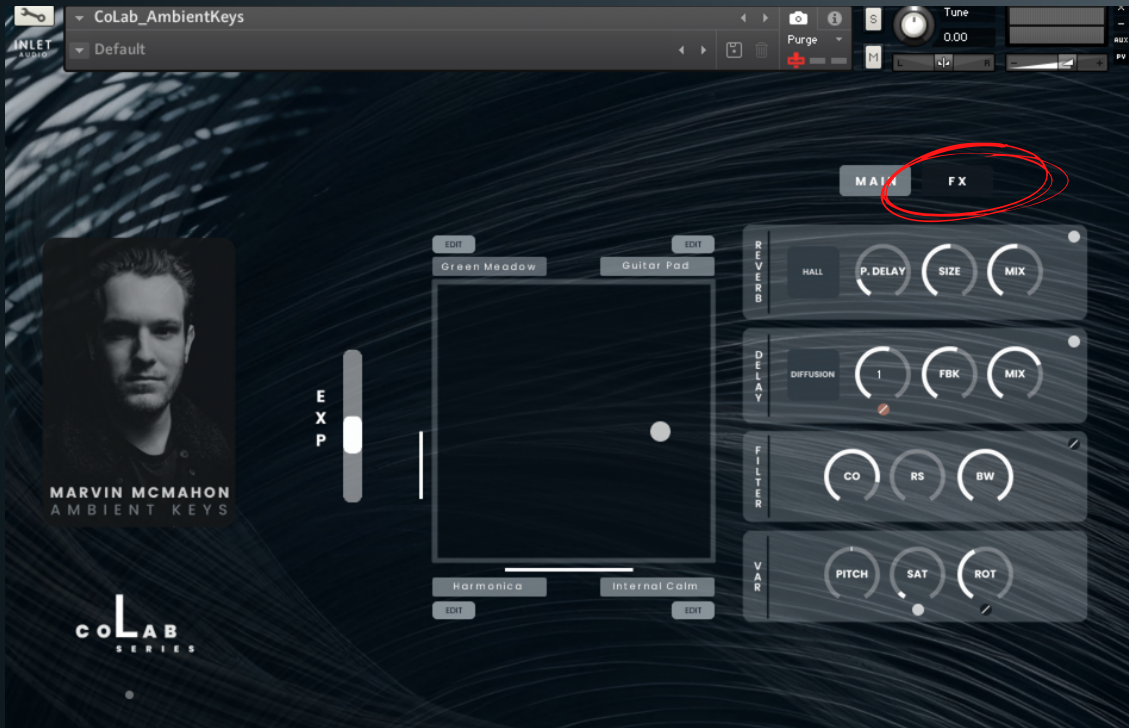 CoLab_AmbientKeys
Default
INLET
AUDIO
Purge
S
M
Tune
0.00
L
R
AUX
PV
MAIN
FX
EDIT
EDIT
Green Meadow
Guitar Pad
EXP
Harmonica
Internal Calm
EDIT
EDIT
REVERB
HALL
P. DELAY
SIZE
MIX
DELAY
DIFFUSION
1
FBK
MIX
FILTER
CO
RS
BW
VAR
PITCH
SAT
ROT
MARVIN MCMAHON
AMBIENT KEYS
COLAB
SERIES